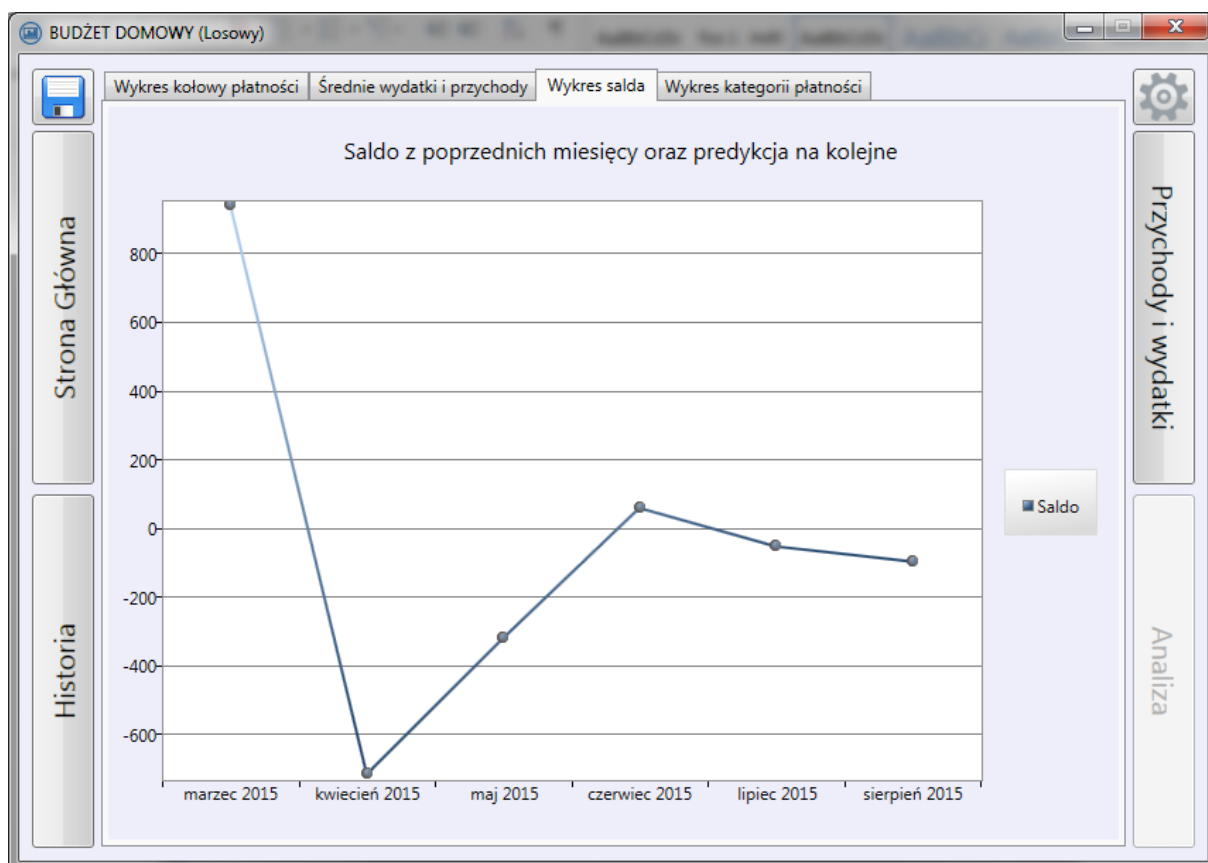 BUDŻET DOMOWY (Losowy)
Wykres kołowy płatności
Średnie wydatki i przychody
Wykres salda
Wykres kategorii płatności
Strona Główna
Historia
Saldo z poprzednich miesięcy oraz predykcja na kolejne
800
600
400
200
0
-200
-400
-600
marzec 2015
kwiecień 2015
maj 2015
czerwiec 2015
lipiec 2015
sierpień 2015
Saldo
Przychody i wydatki
Analiza